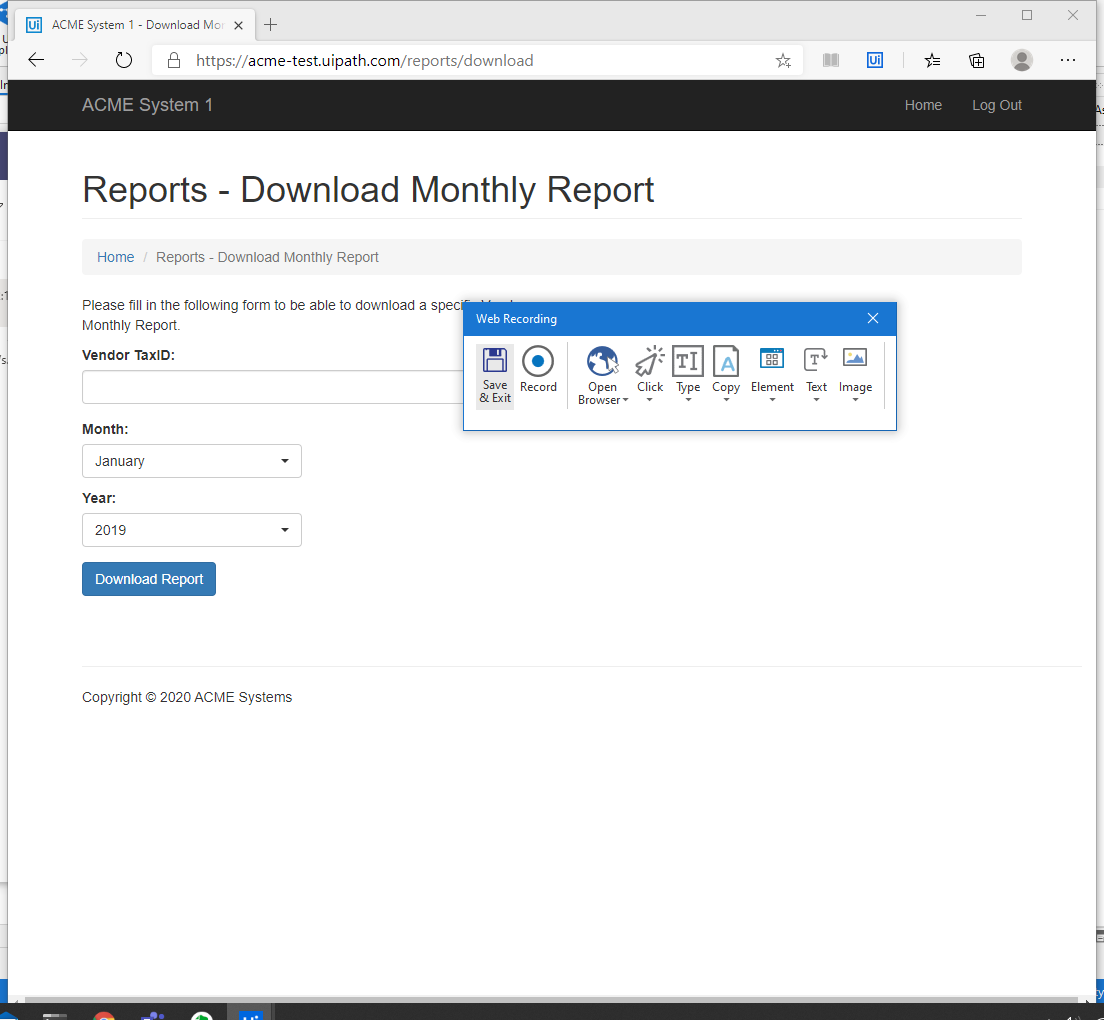 ACME System 1 - Download Mor
https://acme-test.uipath.com/reports/download
ACME System 1
Home
Log Out
Reports - Download Monthly Report
Home / Reports - Download Monthly Report
Please fill in the following form to be able to download a
Monthly Report.
Vendor TaxID:
Month:
January
Year:
2019
Download Report
Web Recording
Save
& Exit
Record
Open
Browser
Click
Type
Copy
Element
Text
Image
Copyright © 2020 ACME Systems